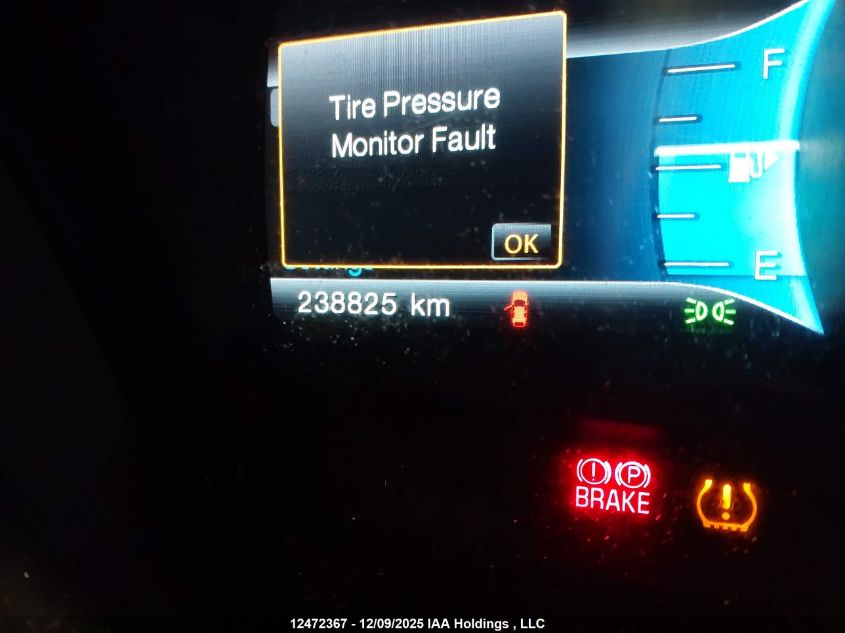 Tire Pressure
Monitor Fault
F
OK
E
238825 km
P
BRAKE
12472367 - 12/09/2025 IAA Holdings , LLC